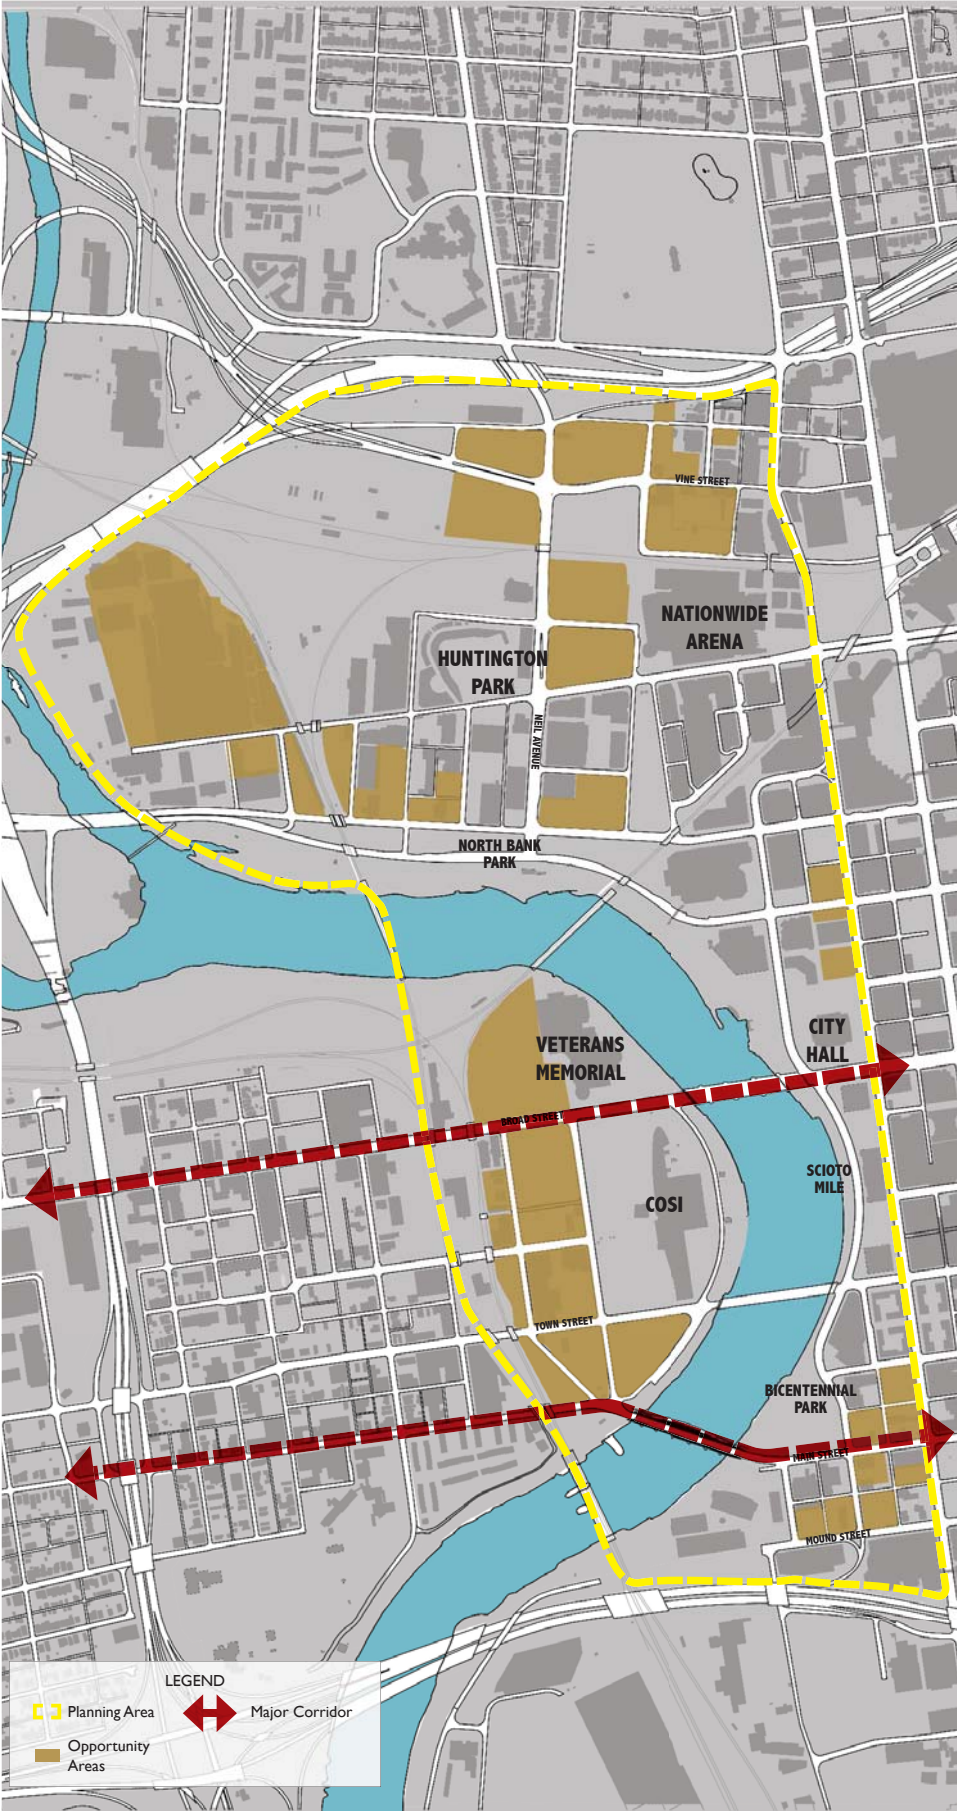 VINE STREET
NATIONWIDE
ARENA
HUNTINGTON
PARK
NEIL AVENUE
NORTH BANK
PARK
CITY
HALL
VETERANS
MEMORIAL
BROAD STREET
SCIOTO
MILE
COSI
TOWN STREET
BICENTENNIAL
PARK
MAIN STREET
MOUND STREET
LEGEND
Planning Area
Major Corridor
Opportunity
Areas